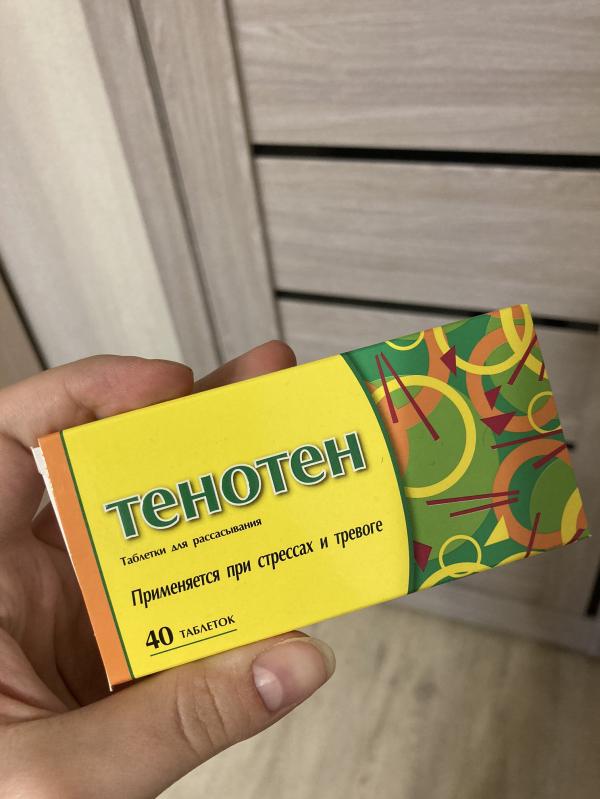 тенотен
Таблетки для рассасывания
Применяется при стрессах и тревоге
40 ТАБЛЕТОК